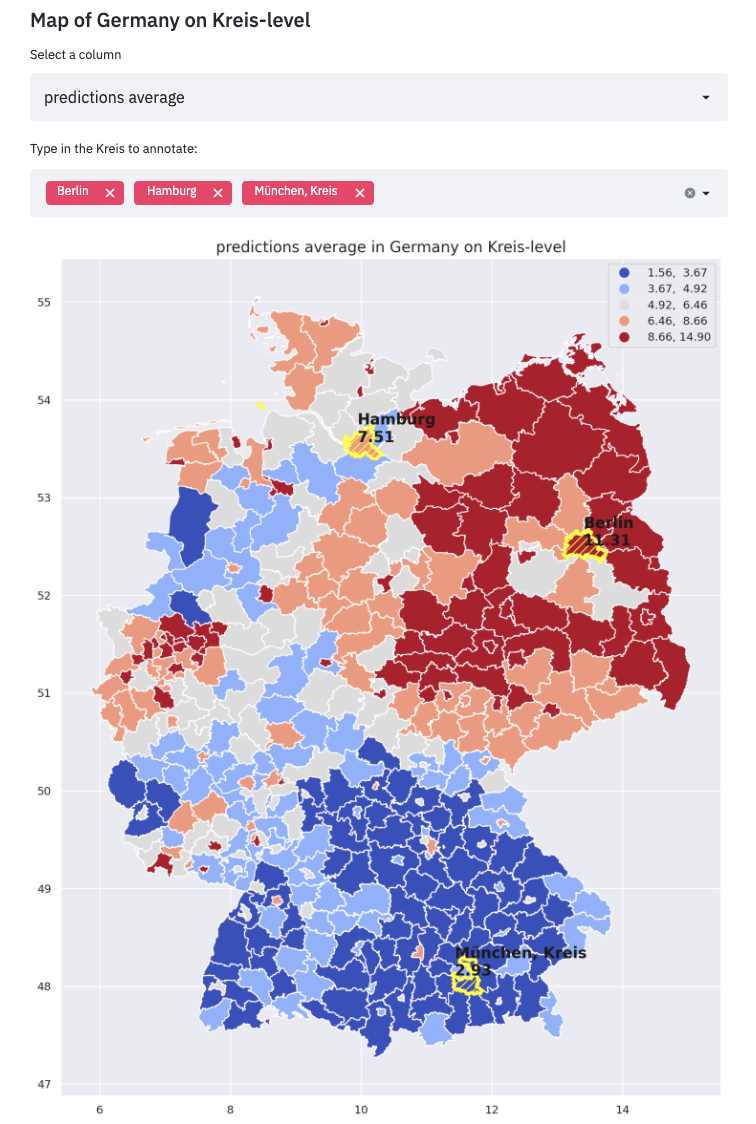 Map of Germany on Kreis-level
Select a column
predictions average
Type in the Kreis to annotate:
Berlin
Hamburg
München, Kreis
predictions average in Germany on Kreis-level
1.56, 3.67
3.67, 4.92
4.92, 6.46
6.46, 8.66
8.66, 14.90
55
54
Hamburg
7.51
53
Berlin
11.31
52
51
50
49
München, Kreis
2.93
48
47
6 8 10 12 14